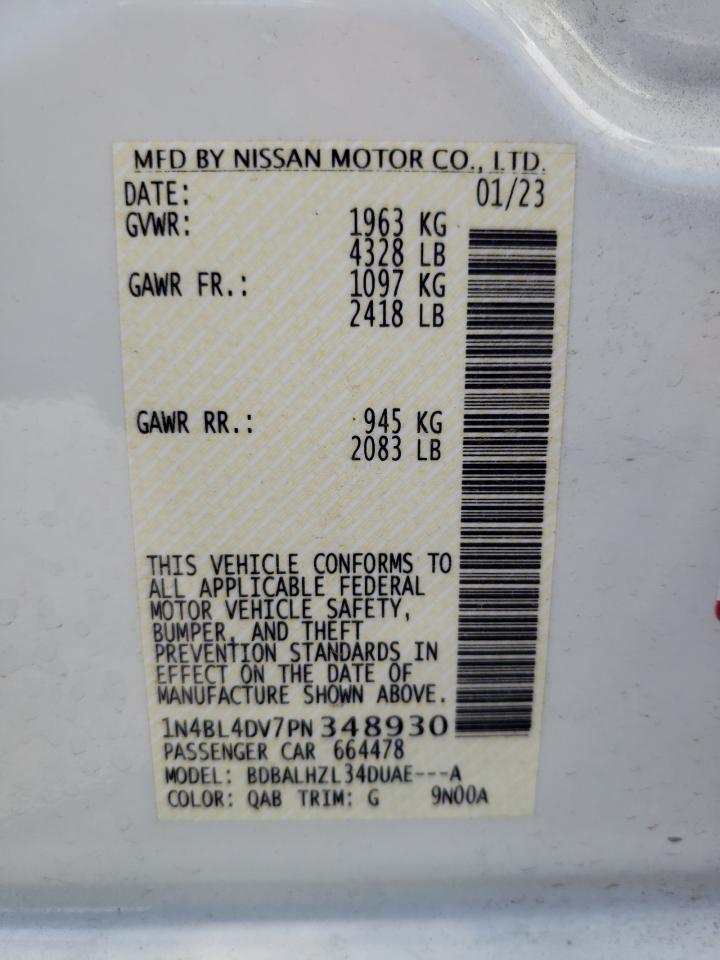 MFD BY NISSAN MOTOR CO., LTD.
DATE: 01/23
GVWR: 1963 KG
4328 LB
GAWR FR.: 1097 KG
2418 LB
GAWR RR.: 945 KG
2083 LB
THIS VEHICLE CONFORMS TO
ALL APPLICABLE FEDERAL
MOTOR VEHICLE SAFETY,
BUMPER, AND THEFT
PREVENTION STANDARDS IN
EFFECT ON THE DATE OF
MANUFACTURE SHOWN ABOVE.
1N4BL4DV7PN348930
PASSENGER CAR 664478
MODEL: BDBALHZL34DUAE---A
COLOR: QAB TRIM: G 9N00A